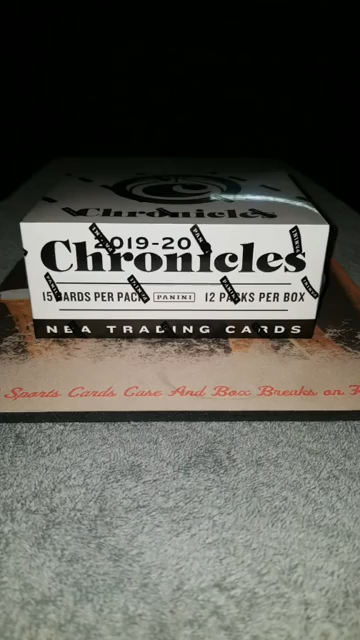 Chronicles
2019-20
Chronicles
15 CARDS PER PACK PANINI 12 PACKS PER BOX
NBA TRADING CARDS
Sports Cards Case And Box Breaks on